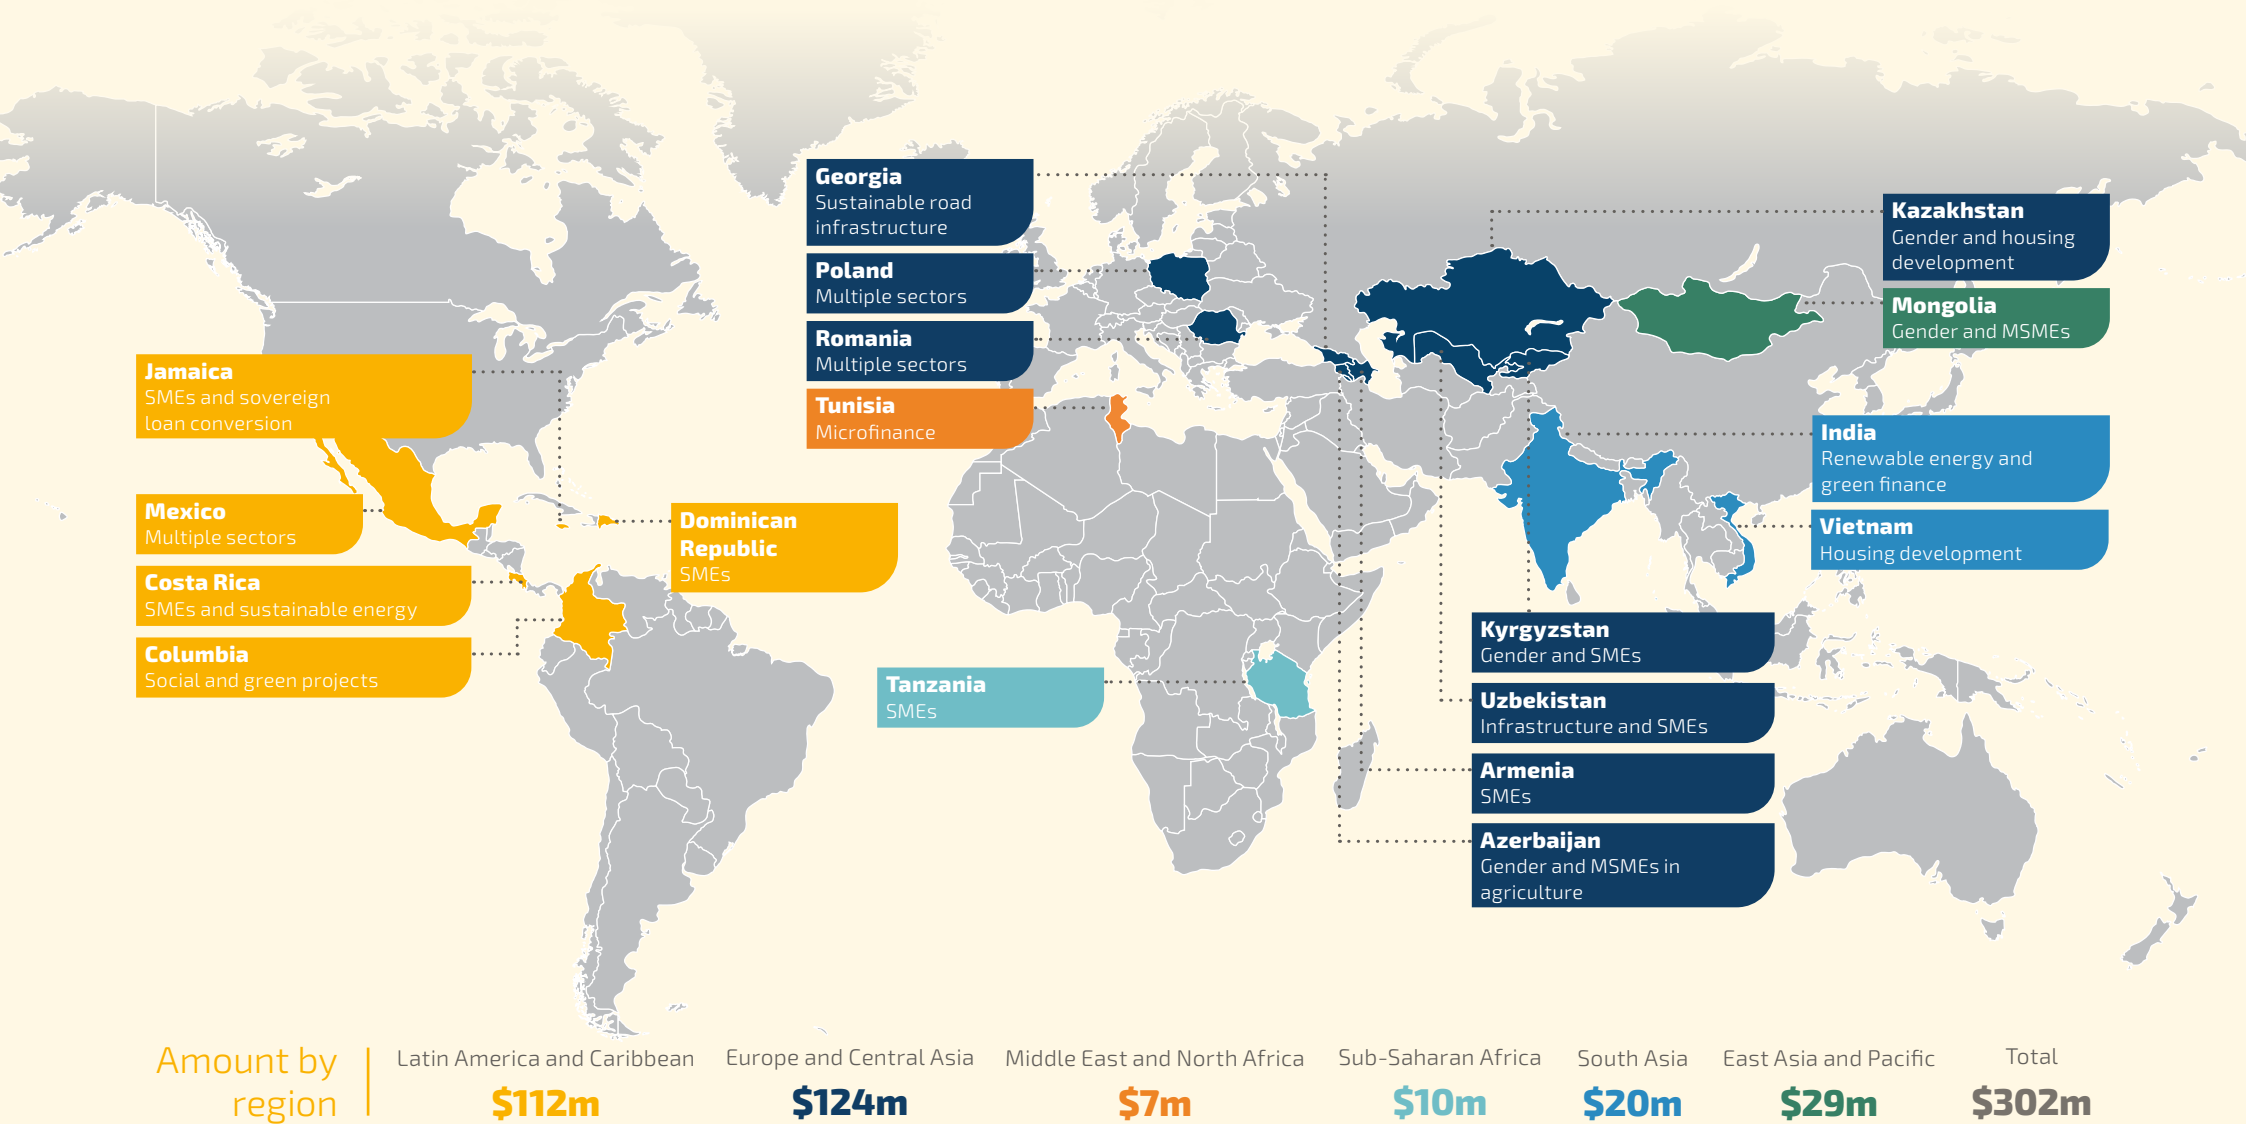 Georgia
Sustainable road
infrastructure
Poland
Multiple sectors
Romania
Multiple sectors
Tunisia
Microfinance
Kazakhstan
Gender and housing
development
Mongolia
Gender and MSMEs
India
Renewable energy and
green finance
Vietnam
Housing development
Jamaica
SMEs and sovereign
loan conversion
Mexico
Multiple sectors
Costa Rica
SMEs and sustainable energy
Columbia
Social and green projects
Dominican
Republic
SMEs
Tanzania
SMEs
Kyrgyzstan
Gender and SMEs
Uzbekistan
Infrastructure and SMEs
Armenia
SMEs
Azerbaijan
Gender and MSMEs in
agriculture
Amount by
region
Latin America and Caribbean
$112m
Europe and Central Asia
$124m
Middle East and North Africa
$7m
Sub-Saharan Africa
$10m
South Asia
$20m
East Asia and Pacific
$29m
Total
$302m